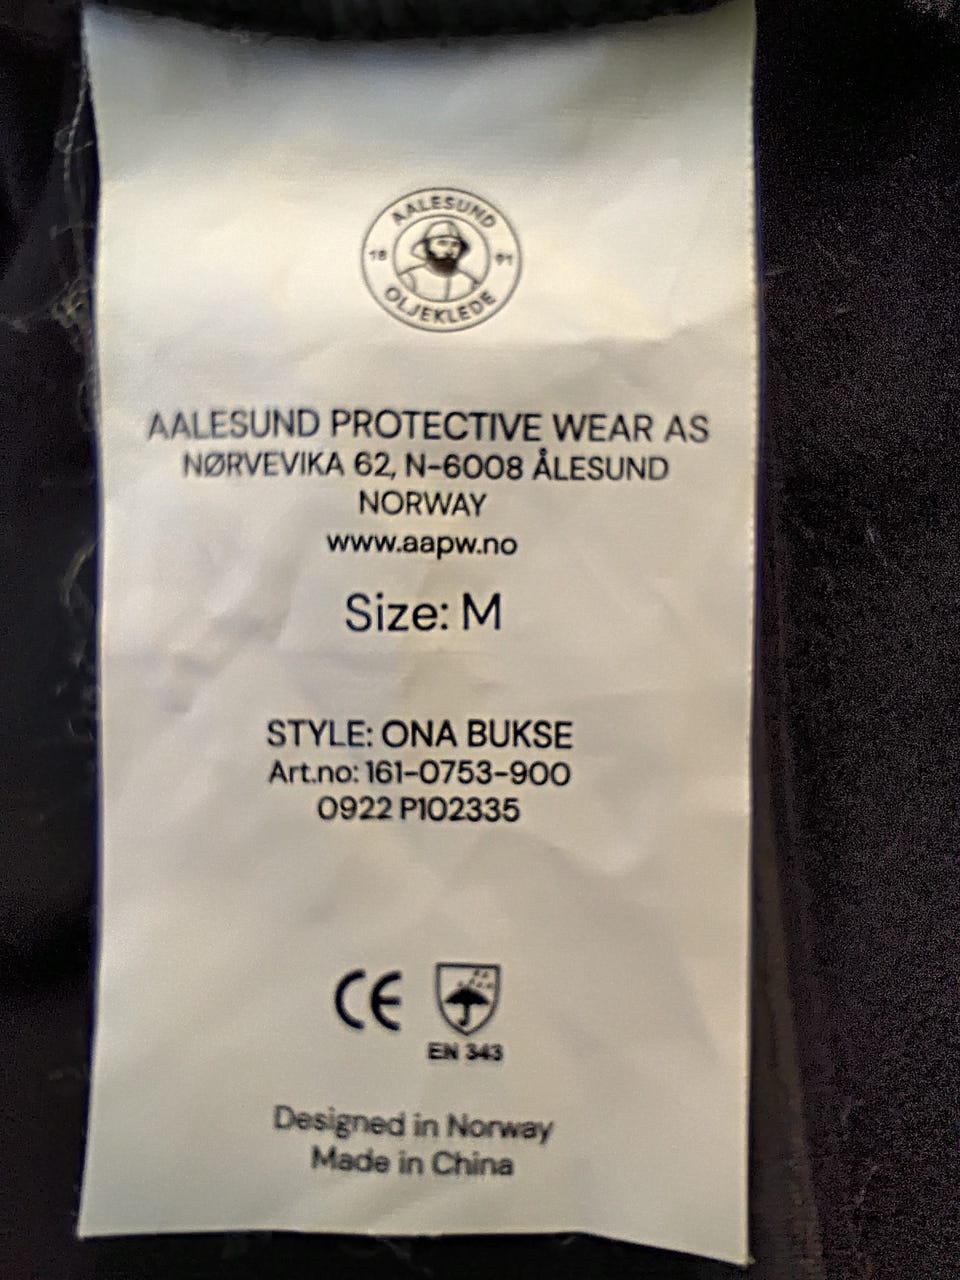 AALESUND
18 91
OLJEKLEDE
AALESUND PROTECTIVE WEAR AS
NØRVEVIKA 62, N-6008 ÅLESUND
NORWAY
www.aapw.no
Size: M
STYLE: ONA BUKSE
Art.no: 161-0753-900
0922 P102335
CE
EN 343
Designed in Norway
Made in China